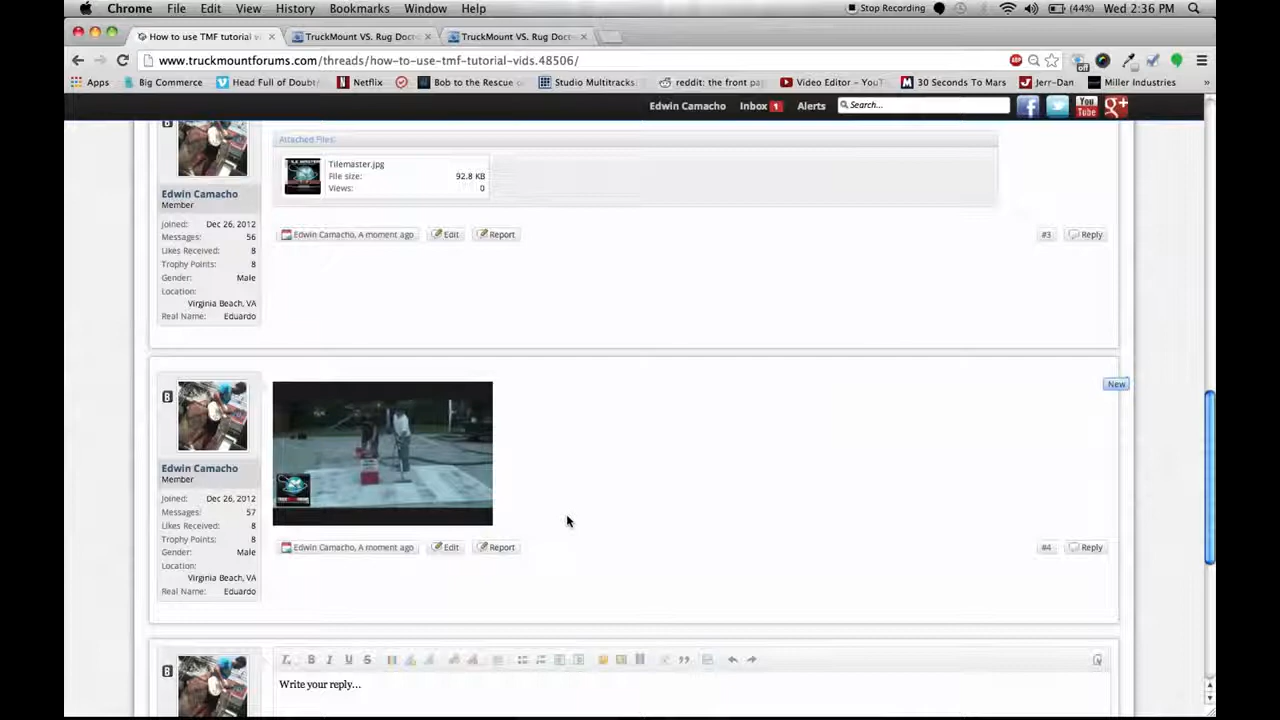 Chrome File Edit View History Bookmarks Window Help Stop Recording (44%) Wed 2:36 PM
How to use TMF tutorial v TruckMount VS. Rug Doct TruckMount VS. Rug Doct
www.truckmountforums.com/threads/how-to-use-tmf-tutorial-vids.48506/
Apps Big Commerce Head Full of Doubt/ Netflix Bob to the Rescue Studio Multitracks reddit: the front pa Video Editor - YouT 30 Seconds To Mars Jerr-Dan Miller Industries »
Edwin Camacho Inbox 1 Alerts Search... f You Tube g+
B
Attached Files:
Tilemaster.jpg
File size: 92.8 KB
Views: 0
Edwin Camacho
Member
Joined: Dec 26, 2012
Messages: 56
Likes Received: 8
Trophy Points: 8
Gender: Male
Location:
Virginia Beach, VA
Real Name: Eduardo
Edwin Camacho, A moment ago Edit Report #3 Reply
New
B
Edwin Camacho
Member
Joined: Dec 26, 2012
Messages: 57
Likes Received: 8
Trophy Points: 8
Gender: Male
Location:
Virginia Beach, VA
Real Name: Eduardo
Edwin Camacho, A moment ago Edit Report #4 Reply
B
B I U S
Write your reply...